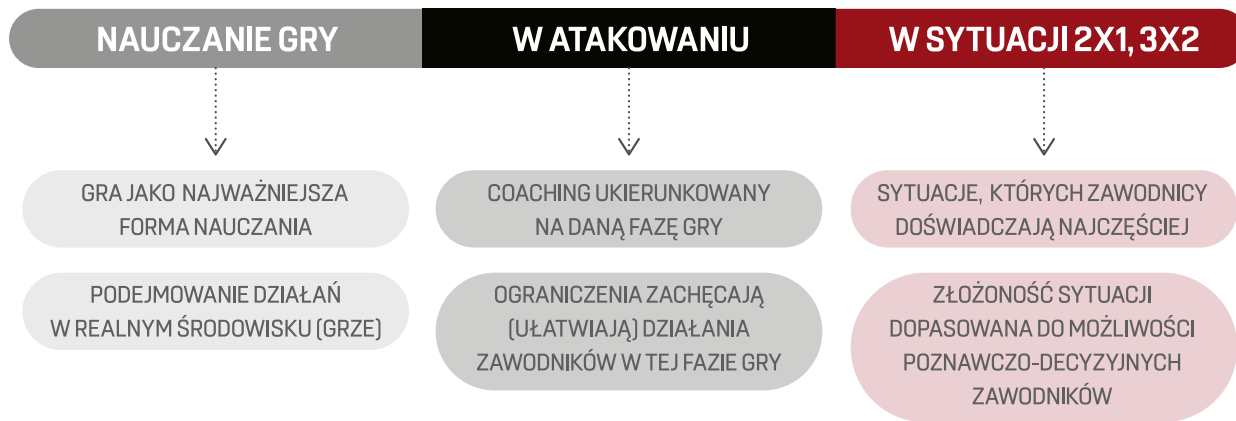 NAUCZANIE GRY
W ATAKOWANIU
W SYTUACJI 2X1, 3X2
GRA JAKO NAJWAŻNIEJSZA
FORMA NAUCZANIA
COACHING UKIERUNKOWANY
NA DANĄ FAZĘ GRY
SYTUACJE, KTÓRYCH ZAWODNICY
DOŚWIADCZAJĄ NAJCZĘŚCIEJ
PODEJMOWANIE DZIAŁAŃ
W REALNYM ŚRODOWISKU (GRZE)
OGRANICZENIA ZACHĘCAJĄ
(UŁATWIAJĄ) DZIAŁANIA
ZAWODNIKÓW W TEJ FAZIE GRY
ZŁOŻONOŚĆ SYTUACJI
DOPASOWANA DO MOŻLIWOŚCI
POZNAWCZO-DECYZYJNYCH
ZAWODNIKÓW